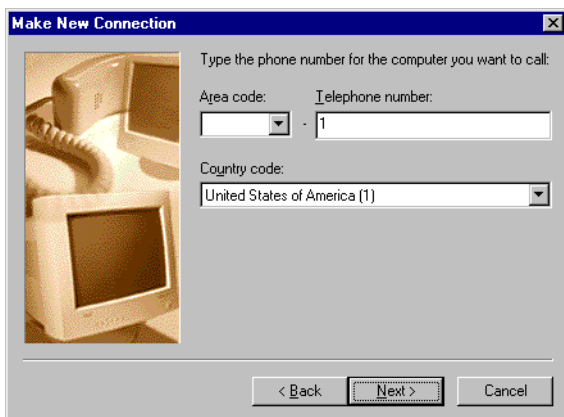 Make New Connection
Type the phone number for the computer you want to call:
Area code: Telephone number:
- 1
Country code:
United States of America (1)
< Back Next > Cancel